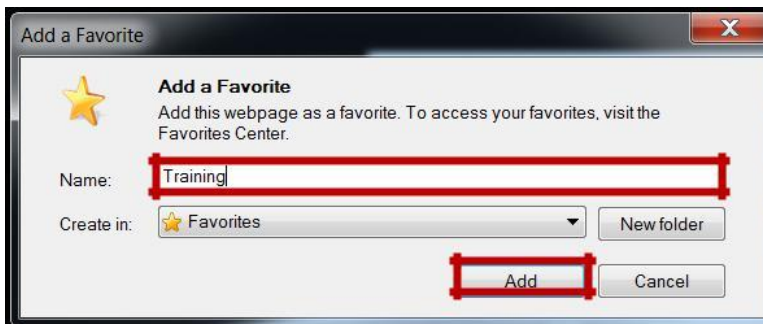 Add a Favorite
X
Add a Favorite
Add this webpage as a favorite. To access your favorites, visit the
Favorites Center.
Name: Training
Create in: Favorites New folder
Add Cancel